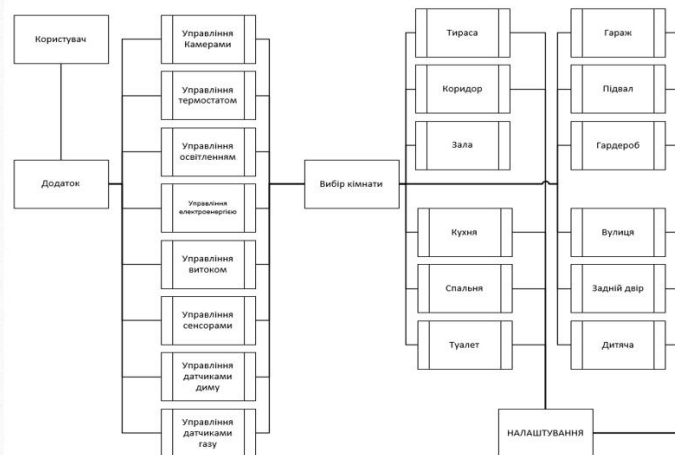 Користувач
Додаток
Управління
Камерами
Управління
термостатом
Управління
освітленням
Управління
електроенергією
Управління
витоком
Управління
сенсорами
Управління
датчиками
диму
Управління
датчиками
газу
Вибір кімнати
Тираса
Коридор
Зала
Кухня
Спальня
Туалет
Гараж
Підвал
Гардероб
Вулиця
Задній двір
Дитяча
НАЛАШТУВАННЯ